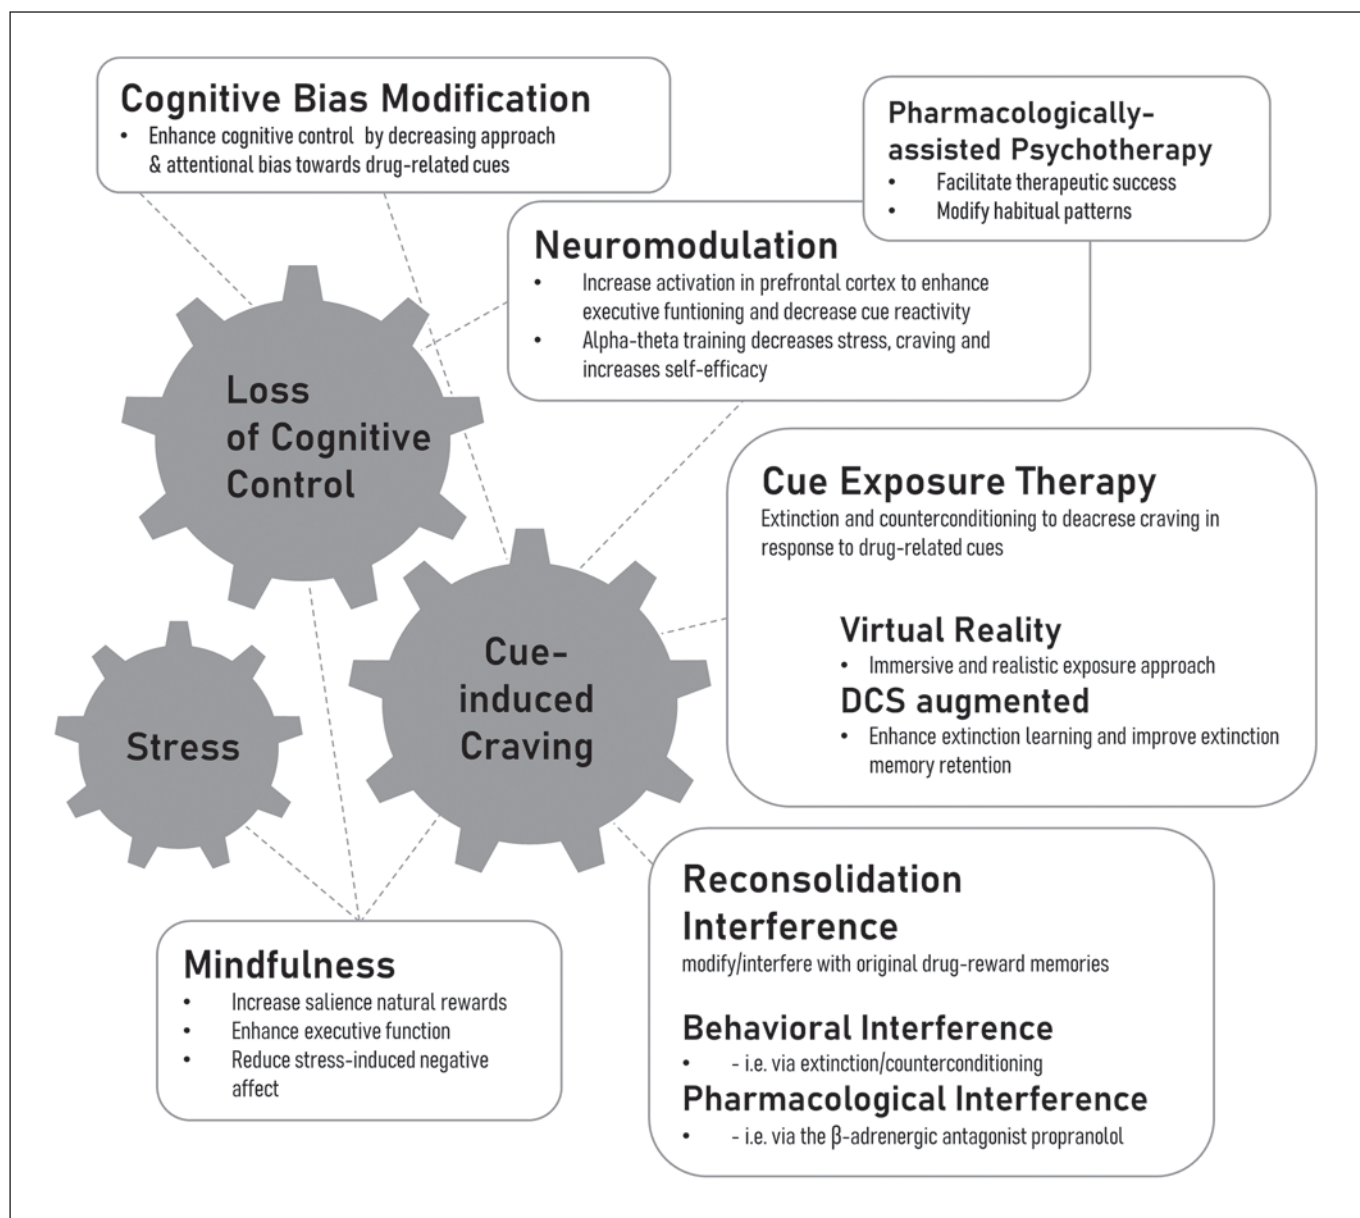 Cognitive Bias Modification
• Enhance cognitive control by decreasing approach
& attentional bias towards drug-related cues
Pharmacologically-
assisted Psychotherapy
• Facilitate therapeutic success
• Modify habitual patterns
Neuromodulation
• Increase activation in prefrontal cortex to enhance
executive funtioning and decrease cue reactivity
• Alpha-theta training decreases stress, craving and
increases self-efficacy
Loss
of Cognitive
Control
Cue Exposure Therapy
Extinction and counterconditioning to deacrese craving in
response to drug-related cues
Virtual Reality
• Immersive and realistic exposure approach
DCS augmented
• Enhance extinction learning and improve extinction
memory retention
Cue-
induced
Craving
Stress
Reconsolidation
Interference
modify/interfere with original drug-reward memories
Behavioral Interference
• - i.e. via extinction/counterconditioning
Pharmacological Interference
• - i.e. via the β-adrenergic antagonist propranolol
Mindfulness
• Increase salience natural rewards
• Enhance executive function
• Reduce stress-induced negative
affect